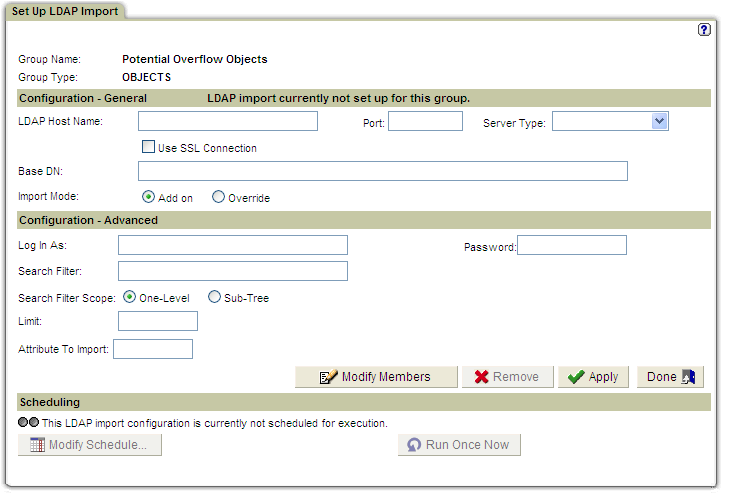 Set Up LDAP Import
?
Group Name: Potential Overflow Objects
Group Type: OBJECTS
Configuration - General LDAP import currently not set up for this group.
LDAP Host Name: Port: Server Type:
Use SSL Connection
Base DN:
Import Mode: Add on Override
Configuration - Advanced
Log In As: Password:
Search Filter:
Search Filter Scope: One-Level Sub-Tree
Limit:
Attribute To Import:
Modify Members Remove Apply Done
Scheduling
This LDAP import configuration is currently not scheduled for execution.
Modify Schedule... Run Once Now